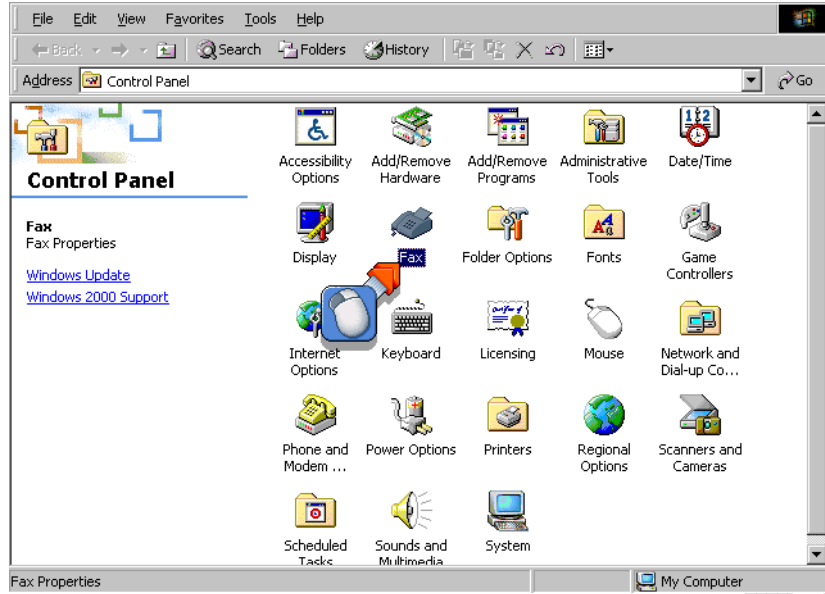 File Edit View Favorites Tools Help
Back Search Folders History
Address Control Panel Go
Control Panel
Fax
Fax Properties
Windows Update
Windows 2000 Support
Accessibility Options
Add/Remove Hardware
Add/Remove Programs
Administrative Tools
Date/Time
Display
Fax
Folder Options
Fonts
Game Controllers
Internet Options
Keyboard
Licensing
Mouse
Network and Dial-up Co...
Phone and Modem ...
Power Options
Printers
Regional Options
Scanners and Cameras
Scheduled Tasks
Sounds and Multimedia
System
Fax Properties My Computer